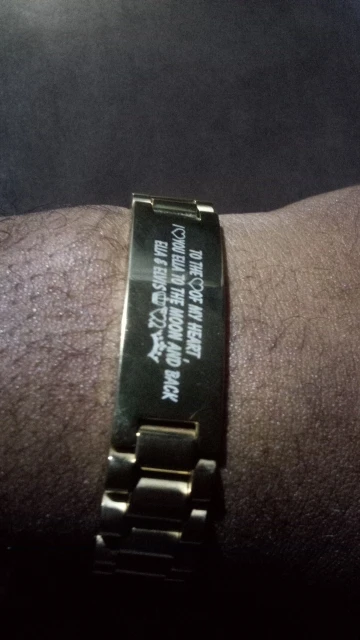 TO THE ♡ OF MY HEART,
I ♡ YOU ELLA TO THE MOON AND BACK
ELLA & ELVIS